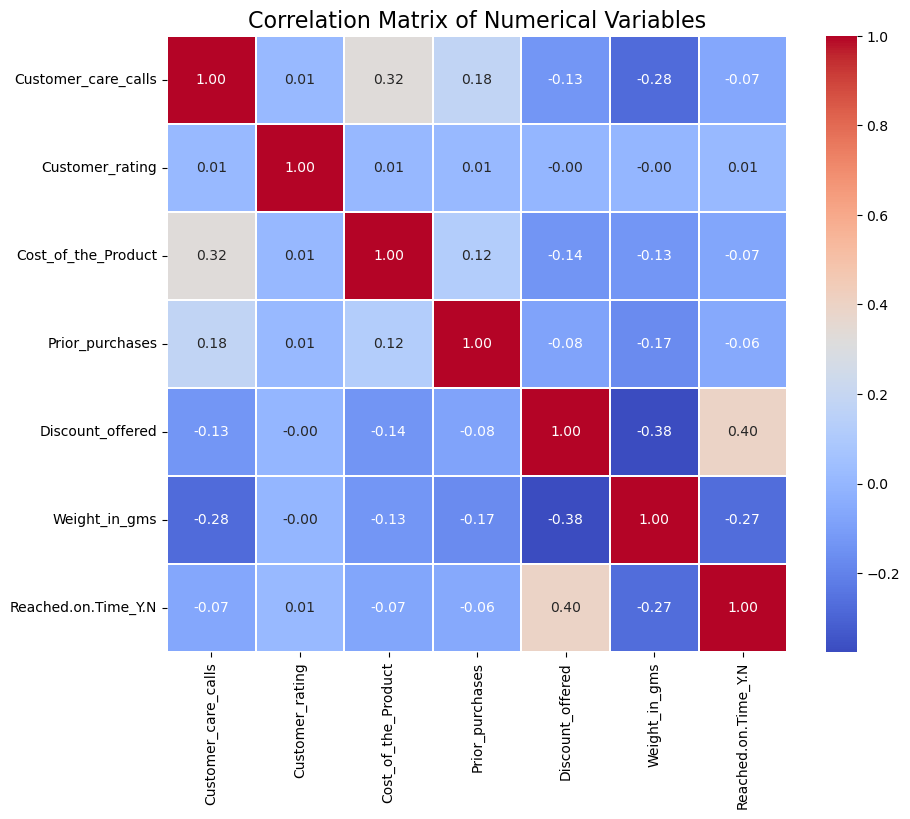 Correlation Matrix of Numerical Variables
Customer_care_calls 1.00 0.01 0.32 0.18 -0.13 -0.28 -0.07
Customer_rating 0.01 1.00 0.01 0.01 -0.00 -0.00 0.01
Cost_of_the_Product 0.32 0.01 1.00 0.12 -0.14 -0.13 -0.07
Prior_purchases 0.18 0.01 0.12 1.00 -0.08 -0.17 -0.06
Discount_offered -0.13 -0.00 -0.14 -0.08 1.00 -0.38 0.40
Weight_in_gms -0.28 -0.00 -0.13 -0.17 -0.38 1.00 -0.27
Reached.on.Time_Y.N -0.07 0.01 -0.07 -0.06 0.40 -0.27 1.00
Customer_care_calls
Customer_rating
Cost_of_the_Product
Prior_purchases
Discount_offered
Weight_in_gms
Reached.on.Time_Y.N
1.0
0.8
0.6
0.4
0.2
0.0
−0.2